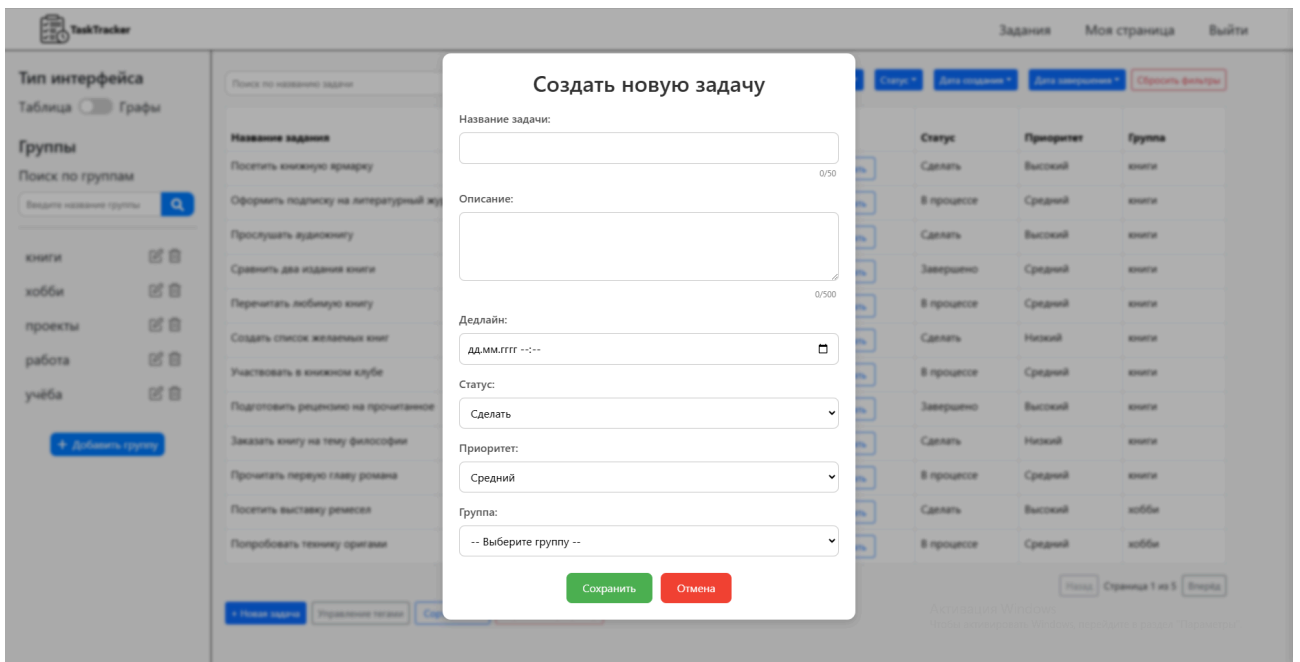 TaskTracker
Задания Моя страница Выйти
Тип интерфейса
Таблица Графы
Группы
Поиск по группам
Введите название группы
книги
хобби
проекты
работа
учёба
+ Добавить группу
Поиск по названию задачи
Статус Дата создания Дата завершения Сбросить фильтры
Название задания Статус Приоритет Группа
Посетить книжную ярмарку Сделать Высокий книги
Оформить подписку на литературный В процессе Средний книги
Прослушать аудиокнигу Сделать Высокий книги
Сравнить два издания книги Завершено Средний книги
Перечитать любимую книгу В процессе Средний книги
Создать список желаемых книг Сделать Низкий книги
Участвовать в книжном клубе В процессе Средний книги
Подготовить рецензию на прочитанное Завершено Высокий книги
Заказать книгу на тему философии Сделать Низкий книги
Прочитать первую главу романа В процессе Средний книги
Посетить выставку ремесел Сделать Высокий хобби
Попробовать технику оригами В процессе Средний хобби
Назад Страница 1 из 5 Вперёд
+ Новая задача Управление тегами
Создать новую задачу
Название задачи:
0/50
Описание:
0/500
Дедлайн:
дд.мм.гггг --:--
Статус:
Сделать
Приоритет:
Средний
Группа:
-- Выберите группу --
Сохранить Отмена
Активация Windows